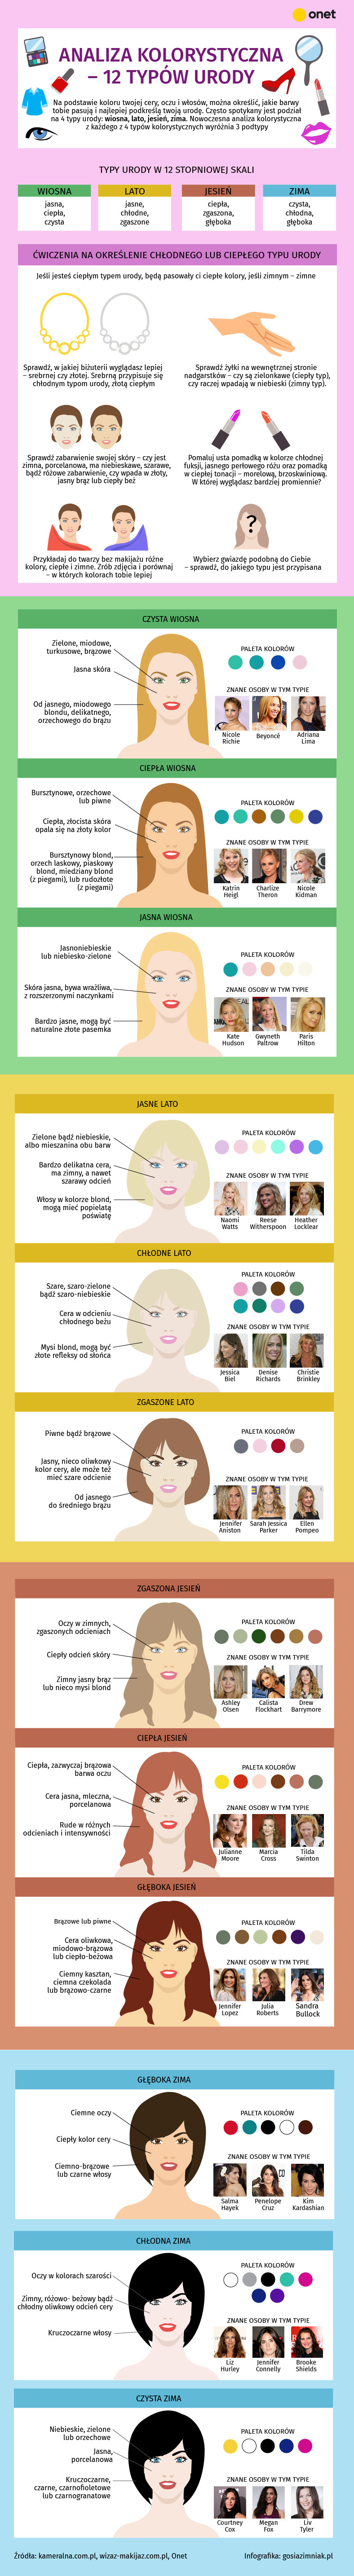 onet
ANALIZA KOLORYSTYCZNA
– 12 TYPÓW URODY
Na podstawie koloru twojej cery, oczu i włosów, można określić, jakie barwy
tobie pasują i najlepiej podkreślą twoją urodę. Często spotykany jest podział
na 4 typy urody: wiosna, lato, jesień, zima. Nowoczesna analiza kolorystyczna
z każdego z 4 typów kolorystycznych wyróżnia 3 podtypy
TYPY URODY W 12 STOPNIOWEJ SKALI
WIOSNA
jasna,
ciepła,
czysta
LATO
jasne,
chłodne,
zgaszone
JESIEŃ
ciepła,
zgaszona,
głęboka
ZIMA
czysta,
chłodna,
głęboka
ĆWICZENIA NA OKREŚLENIE CHŁODNEGO LUB CIEPŁEGO TYPU URODY
Jeśli jesteś ciepłym typem urody, będą pasowały ci ciepłe kolory, jeśli zimnym – zimne
Sprawdź, w jakiej biżuterii wyglądasz lepiej
– srebrnej czy złotej. Srebrną przypisuje się
chłodnym typom urody, złotą ciepłym
Sprawdź żyłki na wewnętrznej stronie
nadgarstków – czy są zielonkawe (ciepły typ),
czy raczej wpadają w niebieski (zimny typ).
Sprawdź zabarwienie swojej skóry – czy jest
zimna, porcelanowa, ma niebieskawe, szarawe,
bądź różowe zabarwienie, czy wpada w złoty,
jasny brąz lub ciepły beż
Pomaluj usta pomadką w kolorze chłodnej
fuksji, jasnego perłowego różu oraz pomadką
w ciepłej tonacji – morelową, brzoskwiniową.
W której wyglądasz bardziej promiennie?
?
Przykładaj do twarzy bez makijażu różne
kolory, ciepłe i zimne. Zrób zdjęcia i porównaj
– w których kolorach tobie lepiej
Wybierz gwiazdę podobną do Ciebie
– sprawdź, do jakiego typu jest przypisana
CZYSTA WIOSNA
Zielone, miodowe,
turkusowe, brązowe
Jasna skóra
Od jasnego, miodowego
blondu, delikatnego,
orzechowego do brązu
PALETA KOLORÓW
ZNANE OSOBY W TYM TYPIE
Nicole
Richie
Beyoncé
Adriana
Lima
CIEPŁA WIOSNA
Bursztynowe, orzechowe
lub piwne
Ciepła, złocista skóra
opala się na złoty kolor
Bursztynowy blond,
orzech laskowy, piaskowy
blond, miedziany blond
(z piegami), lub rudozłote
(z piegami)
PALETA KOLORÓW
ZNANE OSOBY W TYM TYPIE
Katrin
Heigl
Charlize
Theron
Nicole
Kidman
JASNA WIOSNA
Jasnoniebieskie
lub niebiesko-zielone
Skóra jasna, bywa wrażliwa,
z rozszerzonymi naczynkami
Bardzo jasne, mogą być
naturalne złote pasemka
PALETA KOLORÓW
ZNANE OSOBY W TYM TYPIE
Kate
Hudson
Gwyneth
Paltrow
Paris
Hilton
JASNE LATO
Zielone bądź niebieskie,
albo mieszanina obu barw
Bardzo delikatna cera,
ma zimny, a nawet
szarawy odcień
Włosy w kolorze blond,
mogą mieć popielatą
poświatę
PALETA KOLORÓW
ZNANE OSOBY W TYM TYPIE
Naomi
Watts
Reese
Witherspoon
Heather
Locklear
CHŁODNE LATO
Szare, szaro-zielone
bądź szaro-niebieskie
Cera w odcieniu
chłodnego beżu
Mysi blond, mogą być
złote refleksy od słońca
PALETA KOLORÓW
ZNANE OSOBY W TYM TYPIE
Jessica
Biel
Denise
Richards
Christie
Brinkley
ZGASZONE LATO
Piwne bądź brązowe
Jasny, nieco oliwkowy
kolor cery, ale może też
mieć szare odcienie
Od jasnego
do średniego brązu
PALETA KOLORÓW
ZNANE OSOBY W TYM TYPIE
Jennifer
Aniston
Sarah Jessica
Parker
Ellen
Pompeo
ZGASZONA JESIEŃ
Oczy w zimnych,
zgaszonych odcieniach
Ciepły odcień skóry
Zimny jasny brąz
lub nieco mysi blond
PALETA KOLORÓW
ZNANE OSOBY W TYM TYPIE
Ashley
Olsen
Calista
Flockhart
Drew
Barrymore
CIEPŁA JESIEŃ
Ciepła, zazwyczaj brązowa
barwa oczu
Cera jasna, mleczna,
porcelanowa
Rude w różnych
odcieniach i intensywności
PALETA KOLORÓW
ZNANE OSOBY W TYM TYPIE
Julianne
Moore
Marcia
Cross
Tilda
Swinton
GŁĘBOKA JESIEŃ
Brązowe lub piwne
Cera oliwkowa,
miodowo-brązowa
lub ciepło-beżowa
Ciemny kasztan,
ciemna czekolada
lub brązowo-czarne
PALETA KOLORÓW
ZNANE OSOBY W TYM TYPIE
Jennifer
Lopez
Julia
Roberts
Sandra
Bullock
GŁĘBOKA ZIMA
Ciemne oczy
Ciepły kolor cery
Ciemno-brązowe
lub czarne włosy
PALETA KOLORÓW
ZNANE OSOBY W TYM TYPIE
Salma
Hayek
Penelope
Cruz
Kim
Kardashian
CHŁODNA ZIMA
Oczy w kolorach szarości
Zimny, różowo- beżowy bądź
chłodny oliwkowy odcień cery
Kruczoczarne włosy
PALETA KOLORÓW
ZNANE OSOBY W TYM TYPIE
Liz
Hurley
Jennifer
Connelly
Brooke
Shields
CZYSTA ZIMA
Niebieskie, zielone
lub orzechowe
Jasna,
porcelanowa
Kruczoczarne,
czarne, czarnofioletowe
lub czarnogranatowe
PALETA KOLORÓW
ZNANE OSOBY W TYM TYPIE
Courtney
Cox
Megan
Fox
Liv
Tyler
Źródła: kameralna.com.pl, wizaz-makijaz.com.pl, Onet
Infografika: gosiazimniak.pl